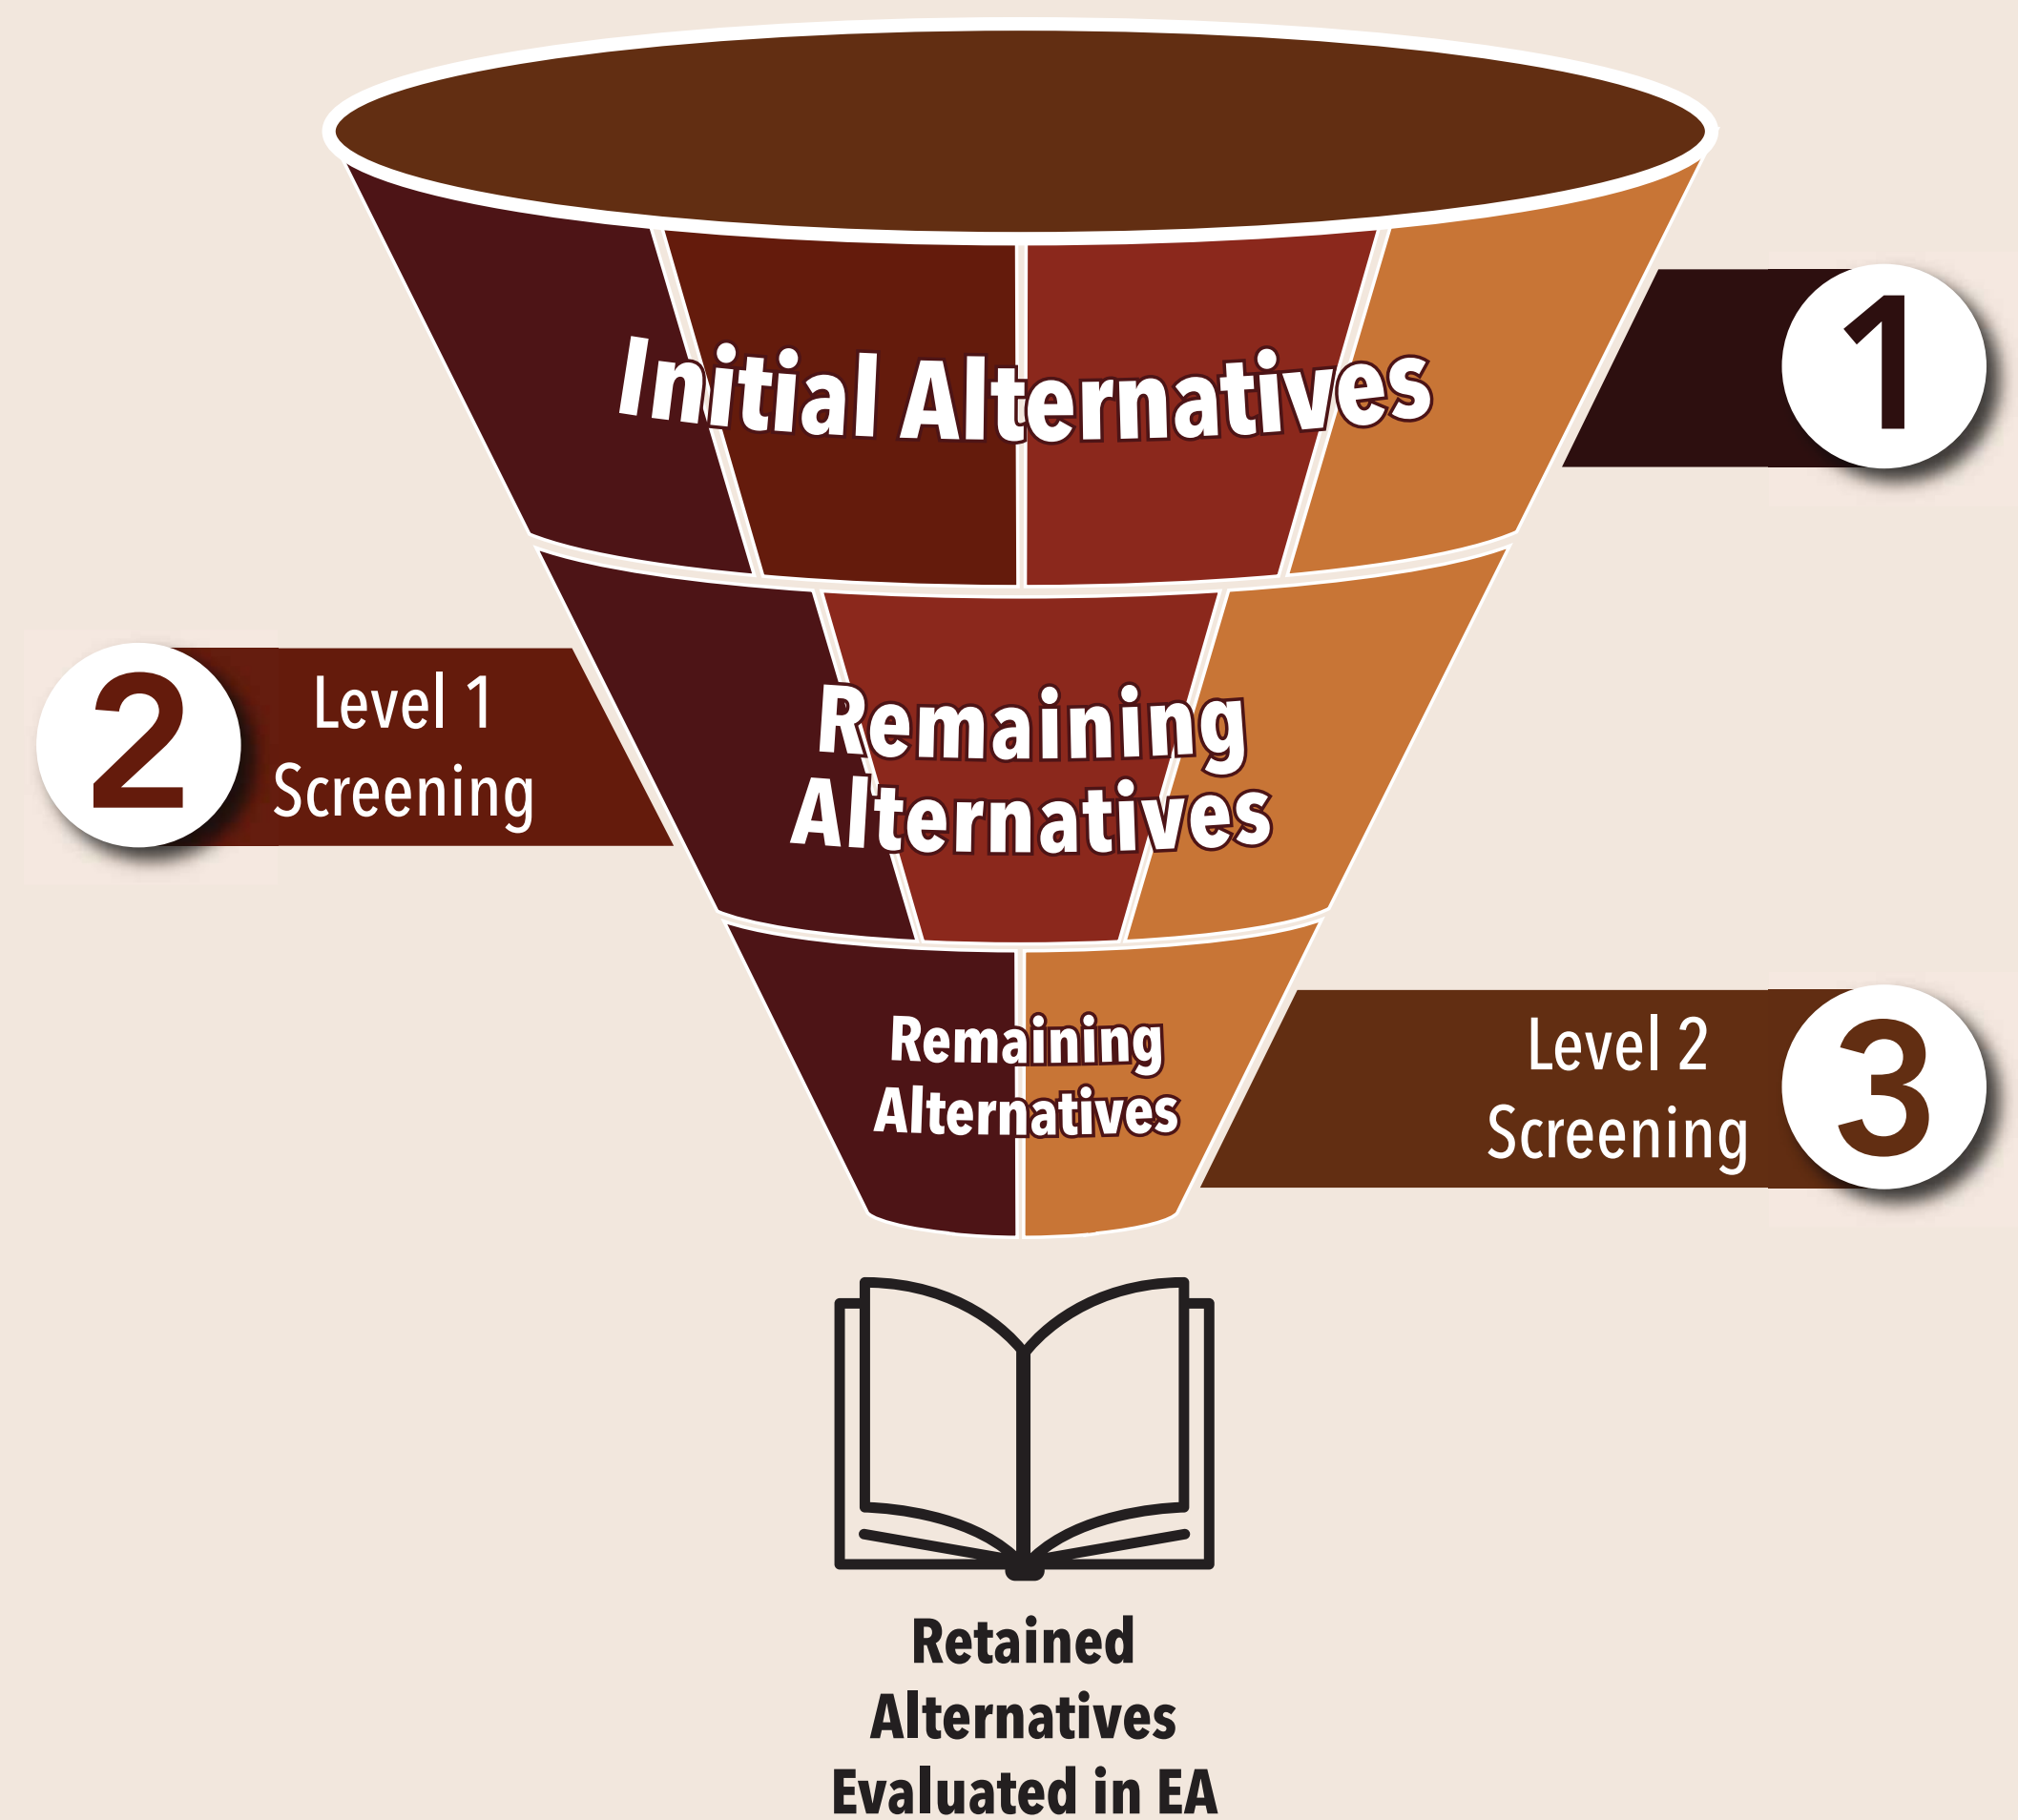 Initial Alternatives
1
2
Level 1
Screening
Remaining
Alternatives
Remaining
Alternatives
Level 2
Screening
3
Retained
Alternatives
Evaluated in EA